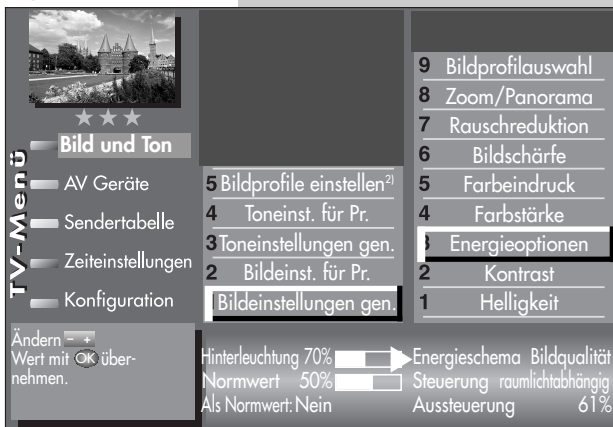 TV-Menü
Bild und Ton
AV Geräte
Sendertabelle
Zeiteinstellungen
Konfiguration
Ändern - +
Wert mit OK über-
nehmen.
5 Bildprofile einstellen2)
4 Toneinst. für Pr.
3 Toneinstellungen gen.
2 Bildeinst. für Pr.
Bildeinstellungen gen.
9 Bildprofilauswahl
8 Zoom/Panorama
7 Rauschreduktion
6 Bildschärfe
5 Farbeindruck
4 Farbstärke
3 Energieoptionen
2 Kontrast
1 Helligkeit
Hinterleuchtung 70%
Normwert 50%
Als Normwert: Nein
Energieschema Bildqualität
Steuerung raumlichtabhängig
Aussteuerung 61%